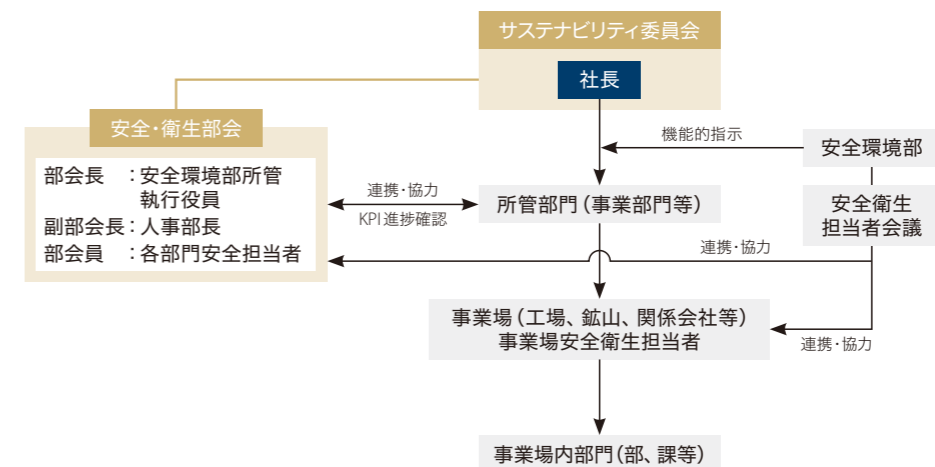 サステナビリティ委員会
社長
安全・衛生部会
部会長　：安全環境部所管
執行役員
副部会長：人事部長
部会員　：各部門安全担当者
機能的指示
安全環境部
安全衛生
担当者会議
連携・協力
KPI進捗確認
所管部門（事業部門等）
連携・協力
事業場（工場、鉱山、関係会社等）
事業場安全衛生担当者
連携・協力
事業場内部門（部、課等）